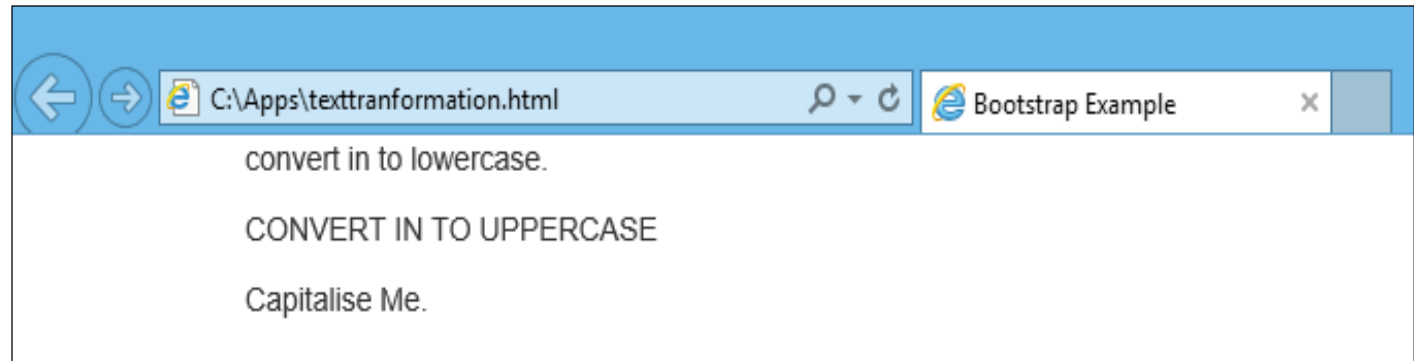 C:\Apps\texttranformation.html
Bootstrap Example
convert in to lowercase.
CONVERT IN TO UPPERCASE
Capitalise Me.